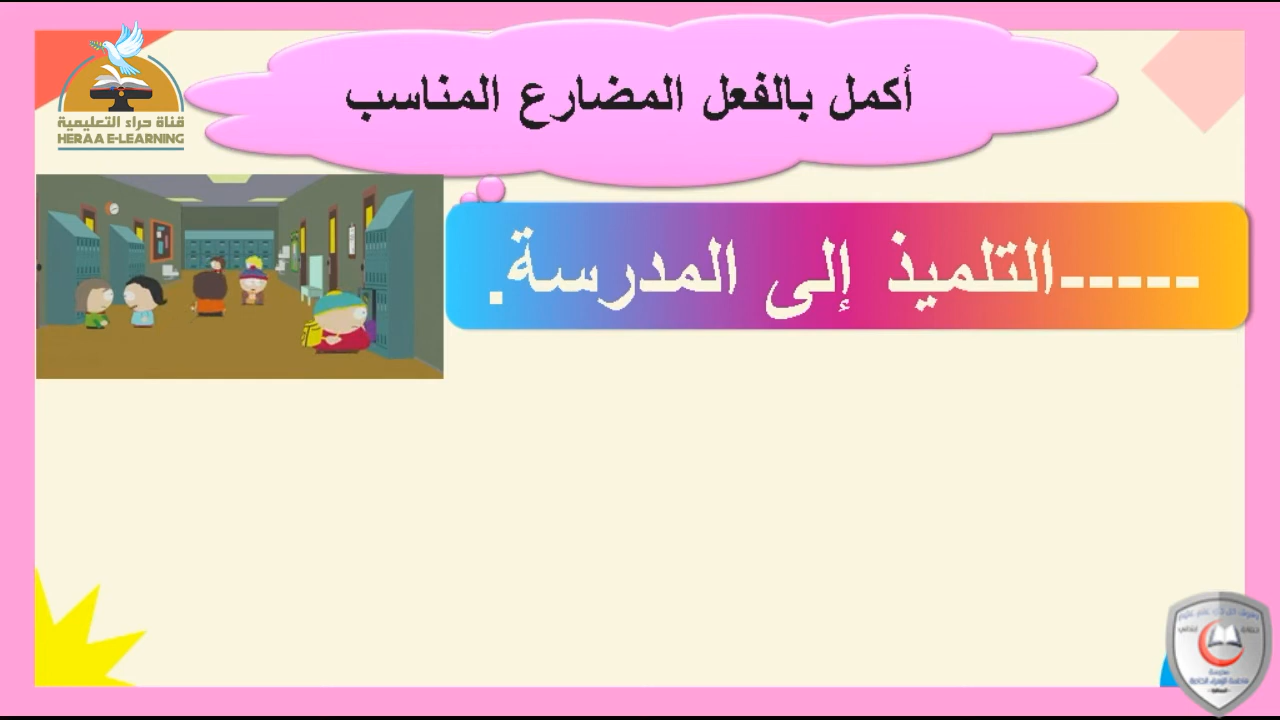 أكمل بالفعل المضارع المناسب
قناة حراء التعليمية
HERAA E-LEARNING
-----التلميذ إلى المدرسة.